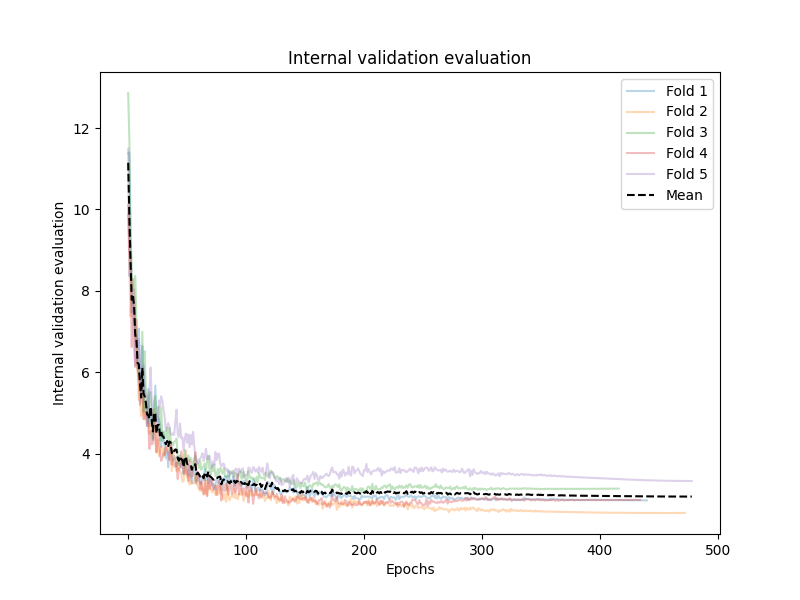 Internal validation evaluation
Fold 1
Fold 2
Fold 3
Fold 4
Fold 5
Mean
Internal validation evaluation
12
10
8
6
4
0
100
200
300
400
500
Epochs